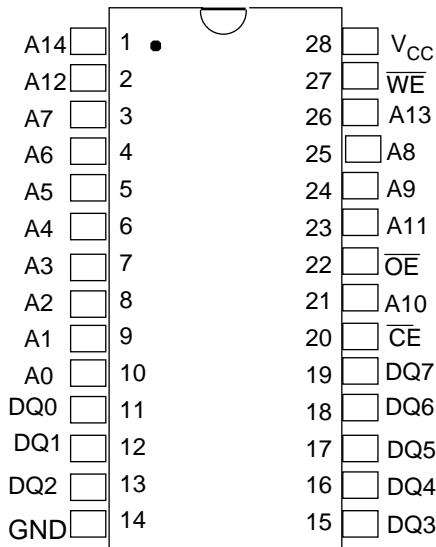 A14 1 28 VCC
A12 2 27 WE
A7 3 26 A13
A6 4 25 A8
A5 5 24 A9
A4 6 23 A11
A3 7 22 OE
A2 8 21 A10
A1 9 20 CE
A0 10 19 DQ7
DQ0 11 18 DQ6
DQ1 12 17 DQ5
DQ2 13 16 DQ4
GND 14 15 DQ3